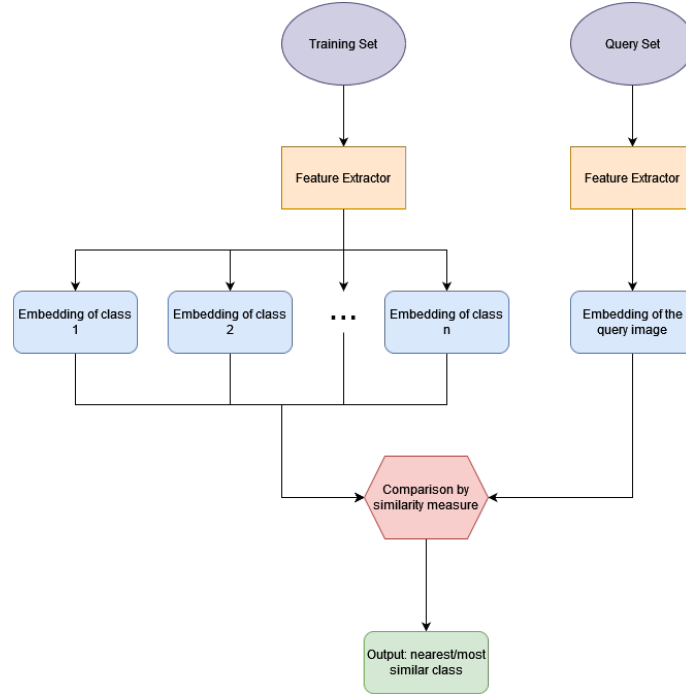 Training Set
Query Set
Feature Extractor
Feature Extractor
Embedding of class
1
Embedding of class
2
...
Embedding of class
n
Embedding of the
query image
Comparison by
similarity measure
Output: nearest/most
similar class